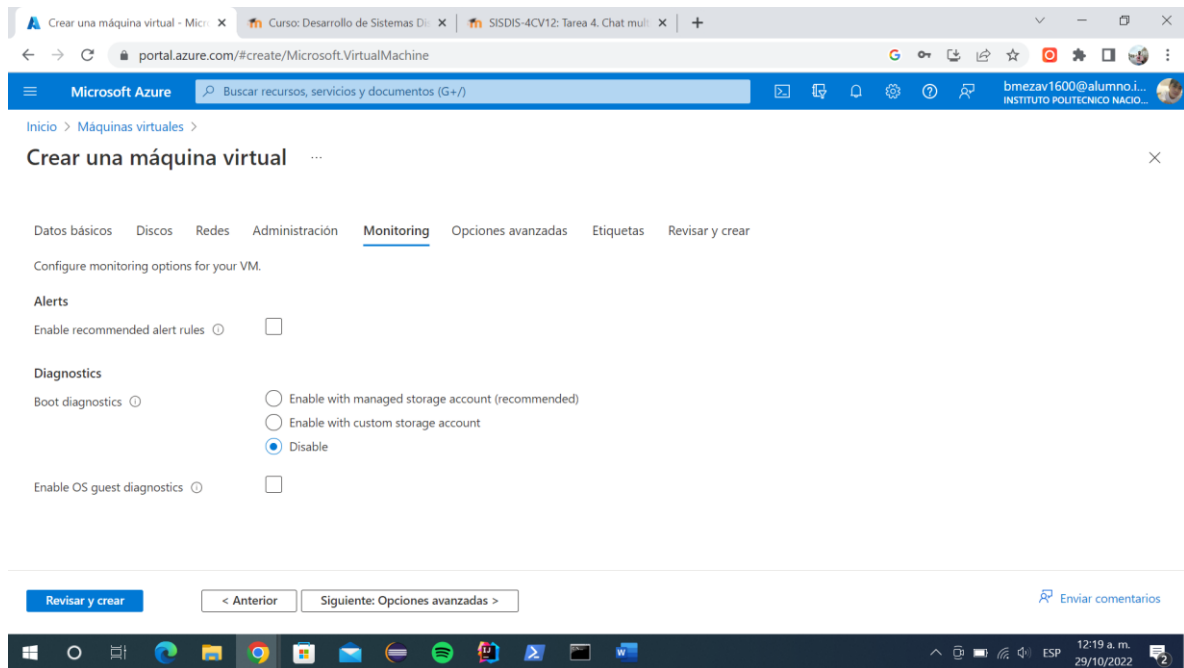 Crear una máquina virtual - Micr
Curso: Desarrollo de Sistemas Di
SISDIS-4CV12: Tarea 4. Chat mult
portal.azure.com/#create/Microsoft.VirtualMachine
Microsoft Azure
Buscar recursos, servicios y documentos (G+/)
bmezav1600@alumno.i...
INSTITUTO POLITECNICO NACIO...
Inicio > Máquinas virtuales >
Crear una máquina virtual ...
Datos básicos Discos Redes Administración Monitoring Opciones avanzadas Etiquetas Revisar y crear
Configure monitoring options for your VM.
Alerts
Enable recommended alert rules
Diagnostics
Boot diagnostics
Enable with managed storage account (recommended)
Enable with custom storage account
Disable
Enable OS guest diagnostics
Revisar y crear
< Anterior
Siguiente: Opciones avanzadas >
Enviar comentarios
ESP
12:19 a. m.
29/10/2022
2